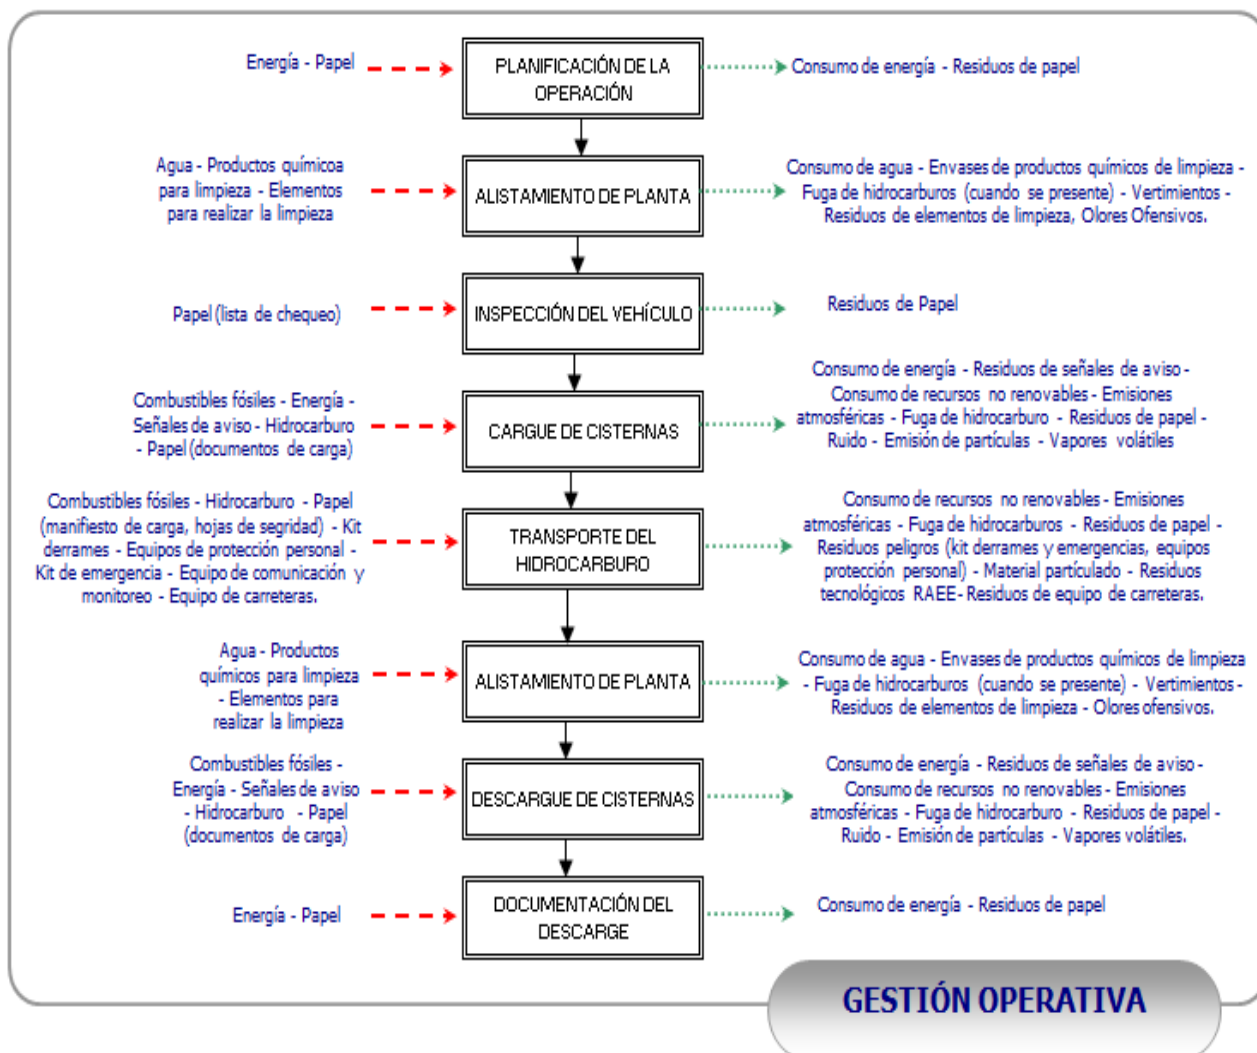 Energía - Papel
PLANIFICACIÓN DE LA
OPERACIÓN
Consumo de energía - Residuos de papel
Agua - Productos químicoa
para limpieza - Elementos
para realizar la limpieza
ALISTAMIENTO DE PLANTA
Consumo de agua - Envases de productos químicos de limpieza -
Fuga de hidrocarburos (cuando se presente) - Vertimientos -
Residuos de elementos de limpieza, Olores Ofensivos.
Papel (lista de chequeo)
INSPECCIÓN DEL VEHÍCULO
Residuos de Papel
Combustibles fósiles - Energía -
Señales de aviso - Hidrocarburo
- Papel (documentos de carga)
CARGUE DE CISTERNAS
Consumo de energía - Residuos de señales de aviso -
Consumo de recursos no renovables - Emisiones
atmosféricas - Fuga de hidrocarburo - Residuos de papel -
Ruido - Emisión de partículas - Vapores volátiles
Combustibles fósiles - Hidrocarburo - Papel
(manifiesto de carga, hojas de segridad) - Kit
derrames - Equipos de protección personal -
Kit de emergencia - Equipo de comunicación y
monitoreo - Equipo de carreteras.
TRANSPORTE DEL
HIDROCARBURO
Consumo de recursos no renovables - Emisiones
atmosféricas - Fuga de hidrocarburos - Residuos de papel -
Residuos peligros (kit derrames y emergencias, equipos
protección personal) - Material partículado - Residuos
tecnológicos RAEE- Residuos de equipo de carreteras.
Agua - Productos
químicos para limpieza
- Elementos para
realizar la limpieza
ALISTAMIENTO DE PLANTA
Consumo de agua - Envases de productos químicos de limpieza
- Fuga de hidrocarburos (cuando se presente) - Vertimientos -
Residuos de elementos de limpieza - Olores ofensivos.
Combustibles fósiles -
Energía - Señales de aviso
- Hidrocarburo - Papel
(documentos de carga)
DESCARGUE DE CISTERNAS
Consumo de energía - Residuos de señales de aviso -
Consumo de recursos no renovables - Emisiones
atmosféricas - Fuga de hidrocarburo - Residuos de papel -
Ruido - Emisión de partículas - Vapores volátiles.
Energía - Papel
DOCUMENTACIÓN DEL
DESCARGE
Consumo de energía - Residuos de papel
GESTIÓN OPERATIVA